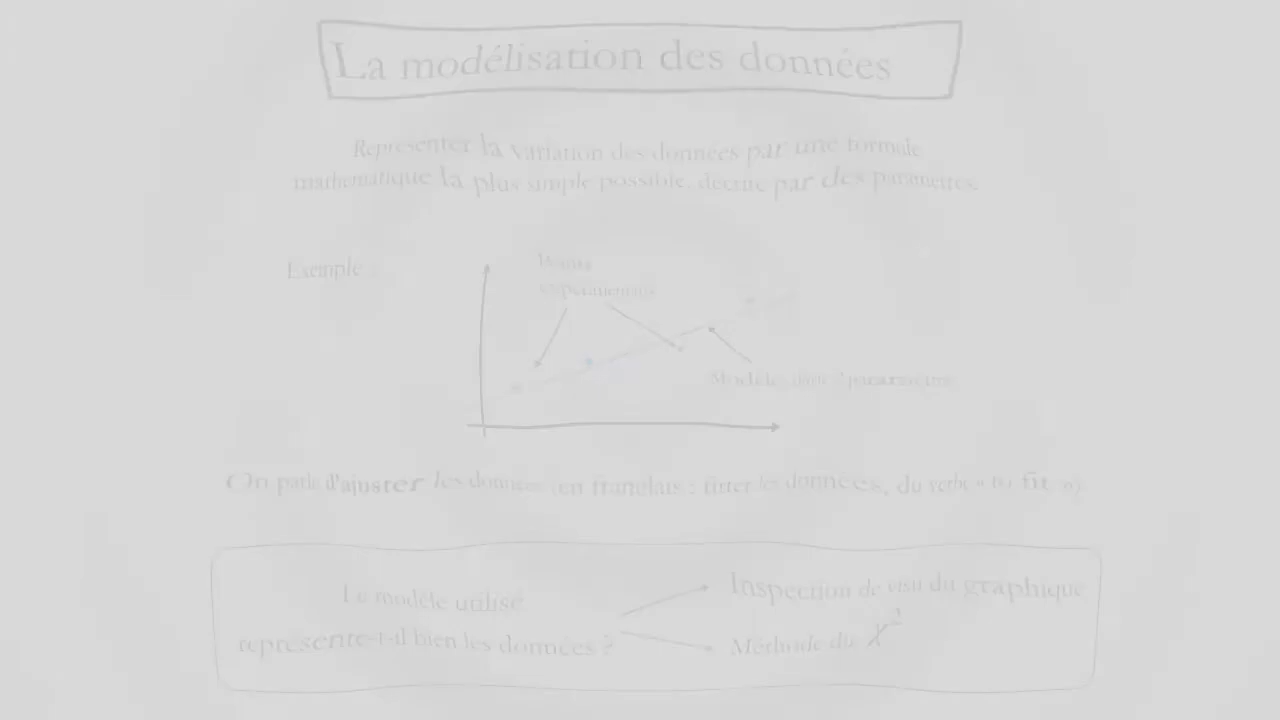 La modélisation des données
Représenter la variation des données par une formule
mathématique la plus simple possible, décrite par des paramètres.
Exemple :
Points
expérimentaux
Modèle, dont paramètres
On parle d'ajuster les données (en franglais : fitter les données, du verbe « to fit »)
Le modèle utilisé
représente-t-il bien les données ?
Inspection de visu du graphique
Méthode du χ²